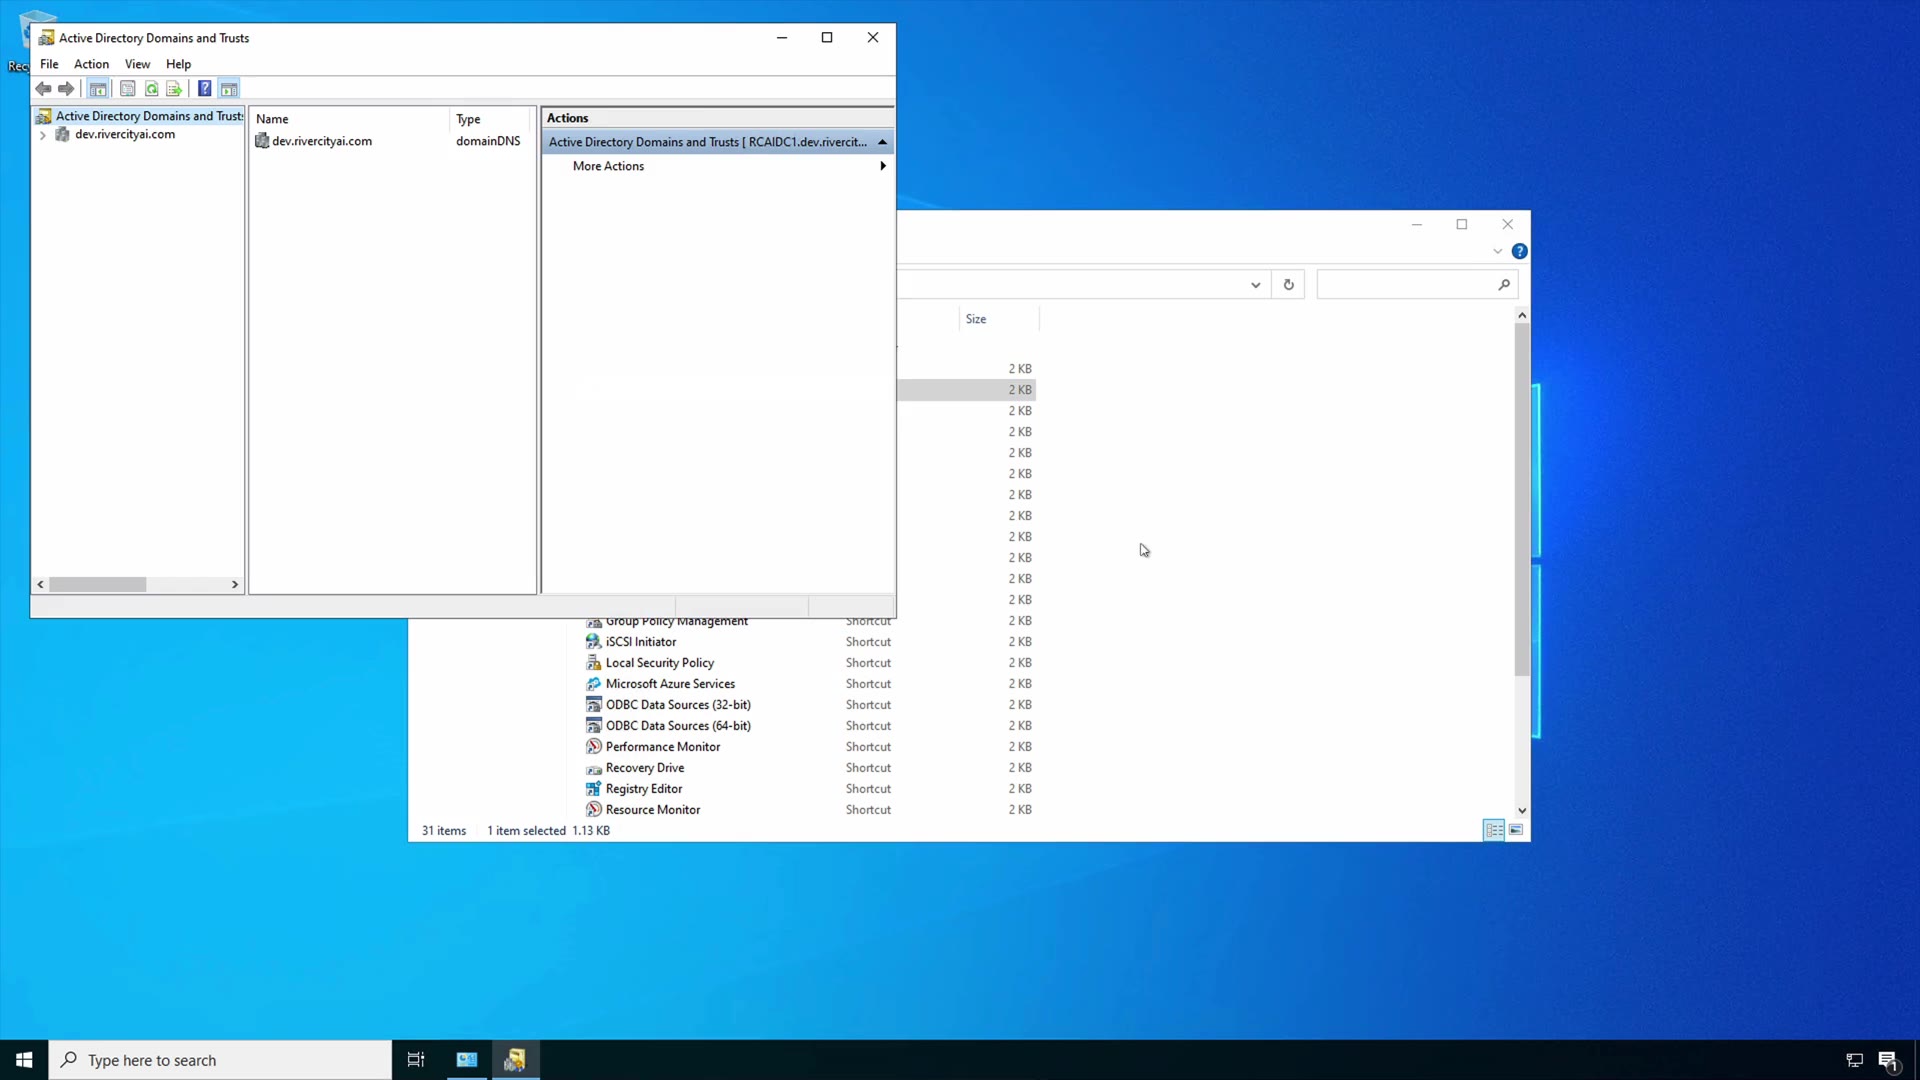 Rec
Active Directory Domains and Trusts
File Action View Help
Active Directory Domains and Trusts
dev.rivercityai.com
Name Type
dev.rivercityai.com domainDNS
Actions
Active Directory Domains and Trusts [ RCAIDC1.dev.rivercit...
More Actions
Size
2 KB
2 KB
2 KB
2 KB
2 KB
2 KB
2 KB
2 KB
2 KB
2 KB
2 KB
2 KB
Group Policy Management Shortcut 2 KB
iSCSI Initiator Shortcut 2 KB
Local Security Policy Shortcut 2 KB
Microsoft Azure Services Shortcut 2 KB
ODBC Data Sources (32-bit) Shortcut 2 KB
ODBC Data Sources (64-bit) Shortcut 2 KB
Performance Monitor Shortcut 2 KB
Recovery Drive Shortcut 2 KB
Registry Editor Shortcut 2 KB
Resource Monitor Shortcut 2 KB
31 items 1 item selected 1.13 KB
Type here to search
1